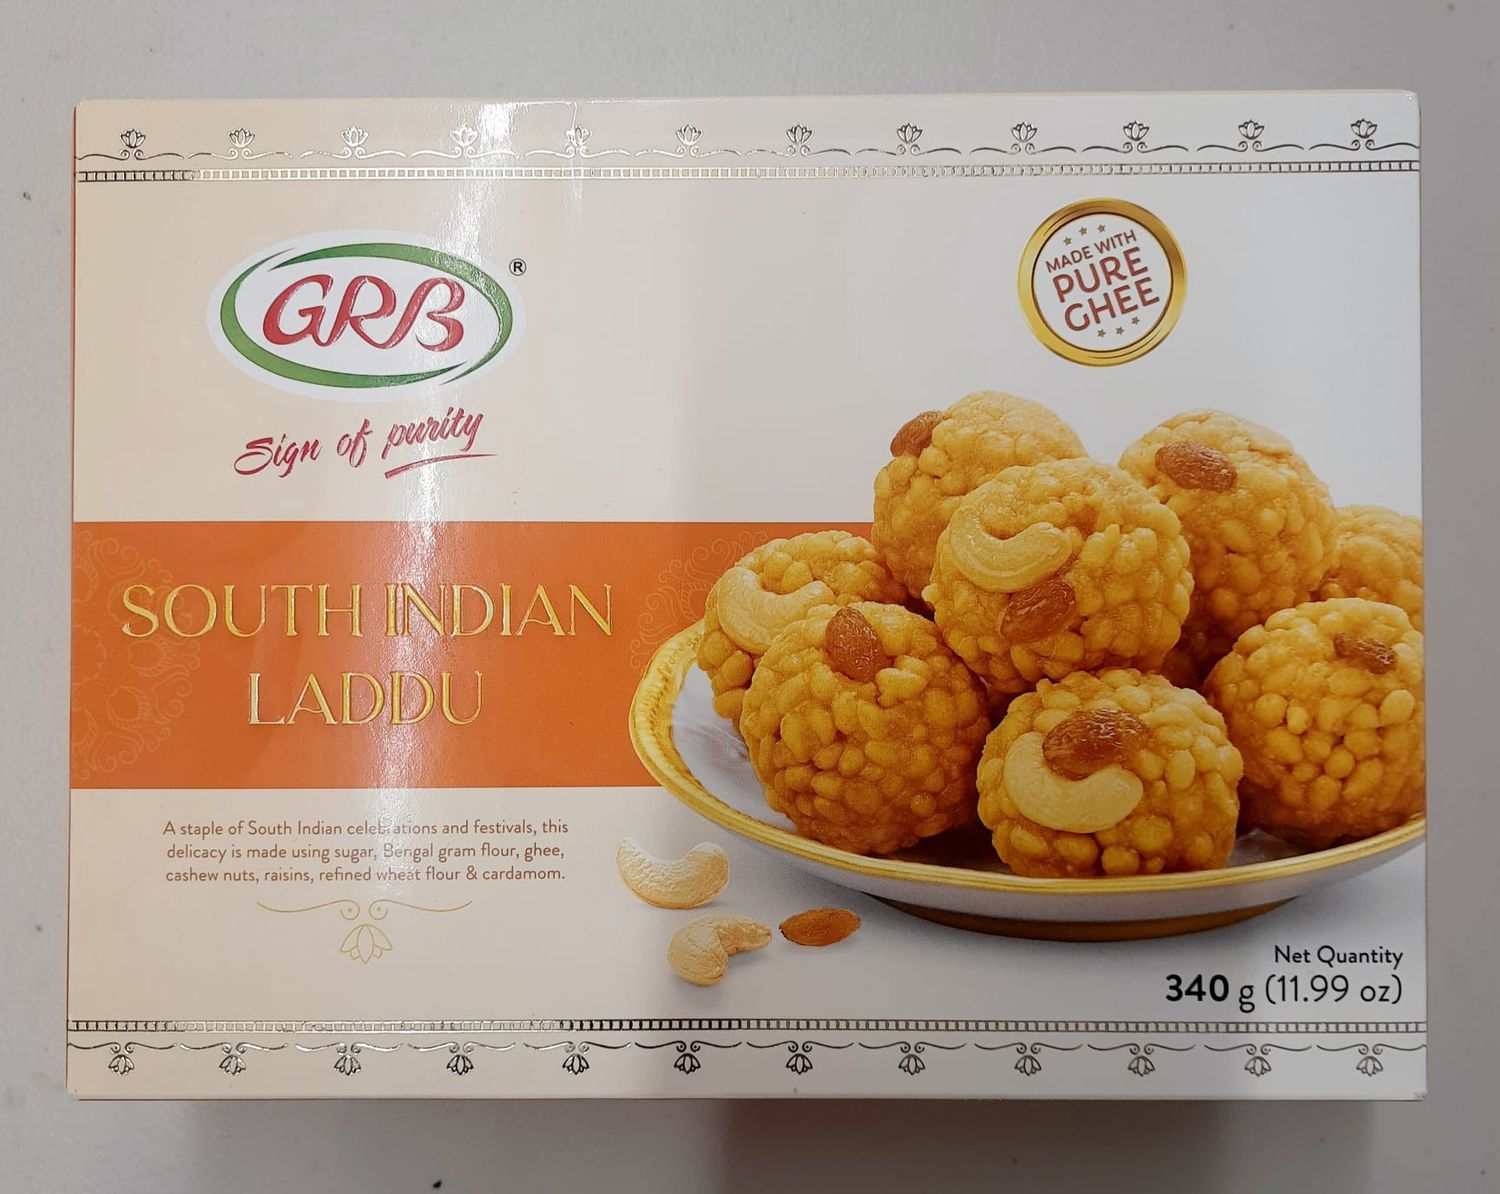 GRB
®
Sign of purity
MADE WITH
PURE
GHEE
SOUTH INDIAN
LADDU
A staple of South Indian celebrations and festivals, this
delicacy is made using sugar, Bengal gram flour, ghee,
cashew nuts, raisins, refined wheat flour & cardamom.
Net Quantity
340 g (11.99 oz)